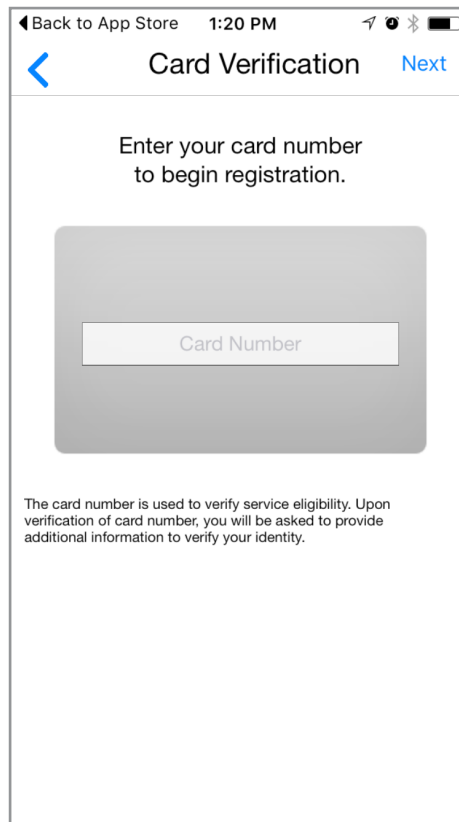 Back to App Store 1:20 PM
Card Verification Next
Enter your card number
to begin registration.
Card Number
The card number is used to verify service eligibility. Upon
verification of card number, you will be asked to provide
additional information to verify your identity.